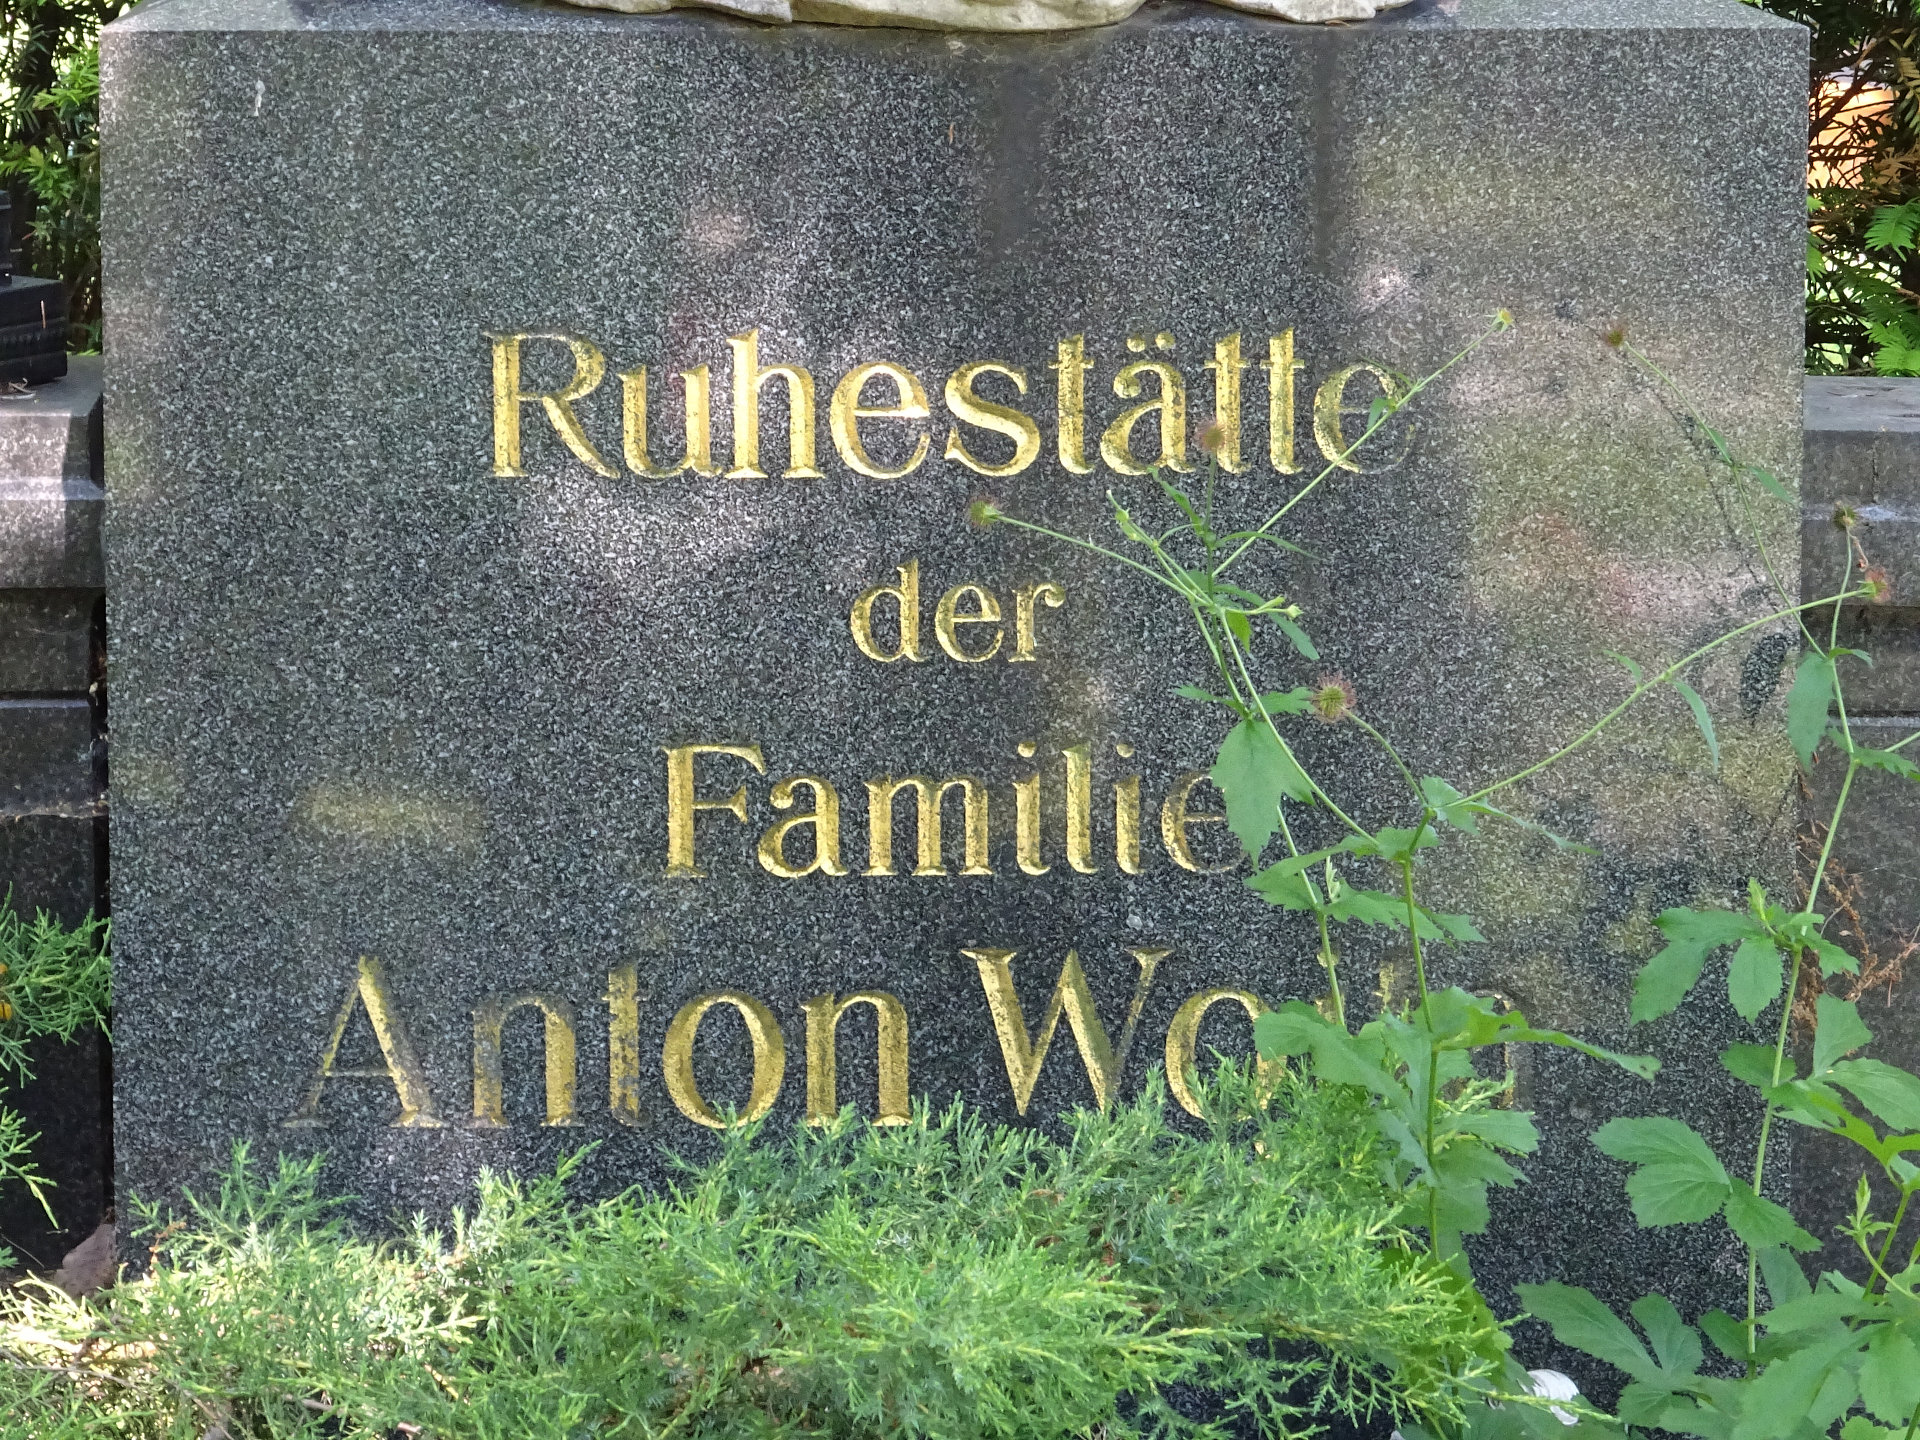 Ruhestätte
der
Familie
Anton